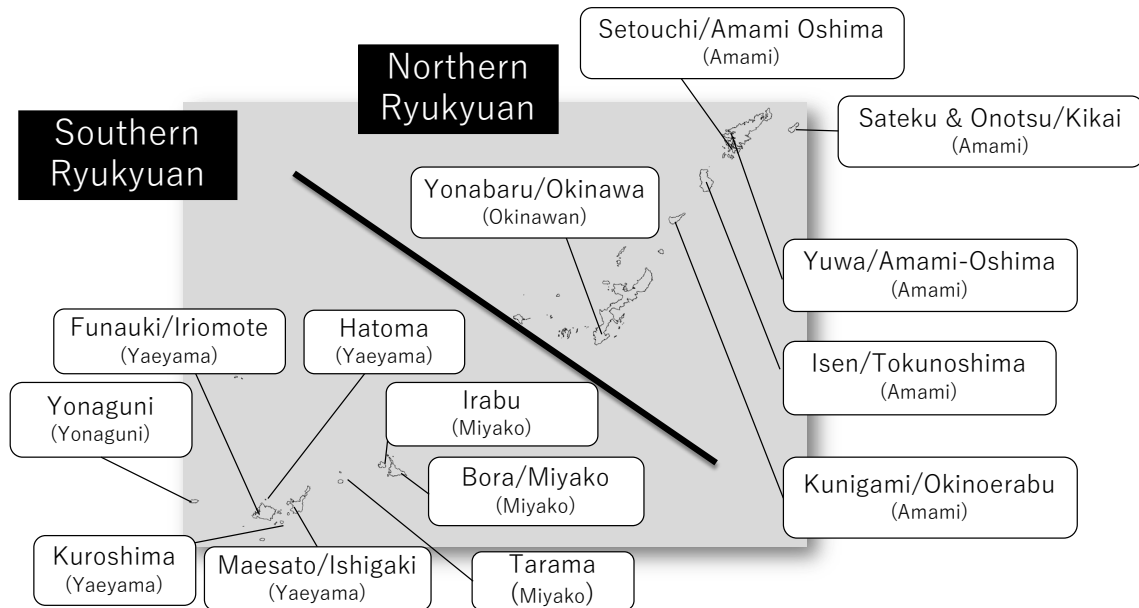 Setouchi/Amami Oshima
(Amami)
Northern
Ryukyuan
Southern
Ryukyuan
Sateku & Onotsu/Kikai
(Amami)
Yonabaru/Okinawa
(Okinawan)
Yuwa/Amami-Oshima
(Amami)
Funauki/Iriomote
(Yaeyama)
Hatoma
(Yaeyama)
Isen/Tokunoshima
(Amami)
Yonaguni
(Yonaguni)
Irabu
(Miyako)
Bora/Miyako
(Miyako)
Kunigami/Okinoerabu
(Amami)
Kuroshima
(Yaeyama)
Maesato/Ishigaki
(Yaeyama)
Tarama
(Miyako)